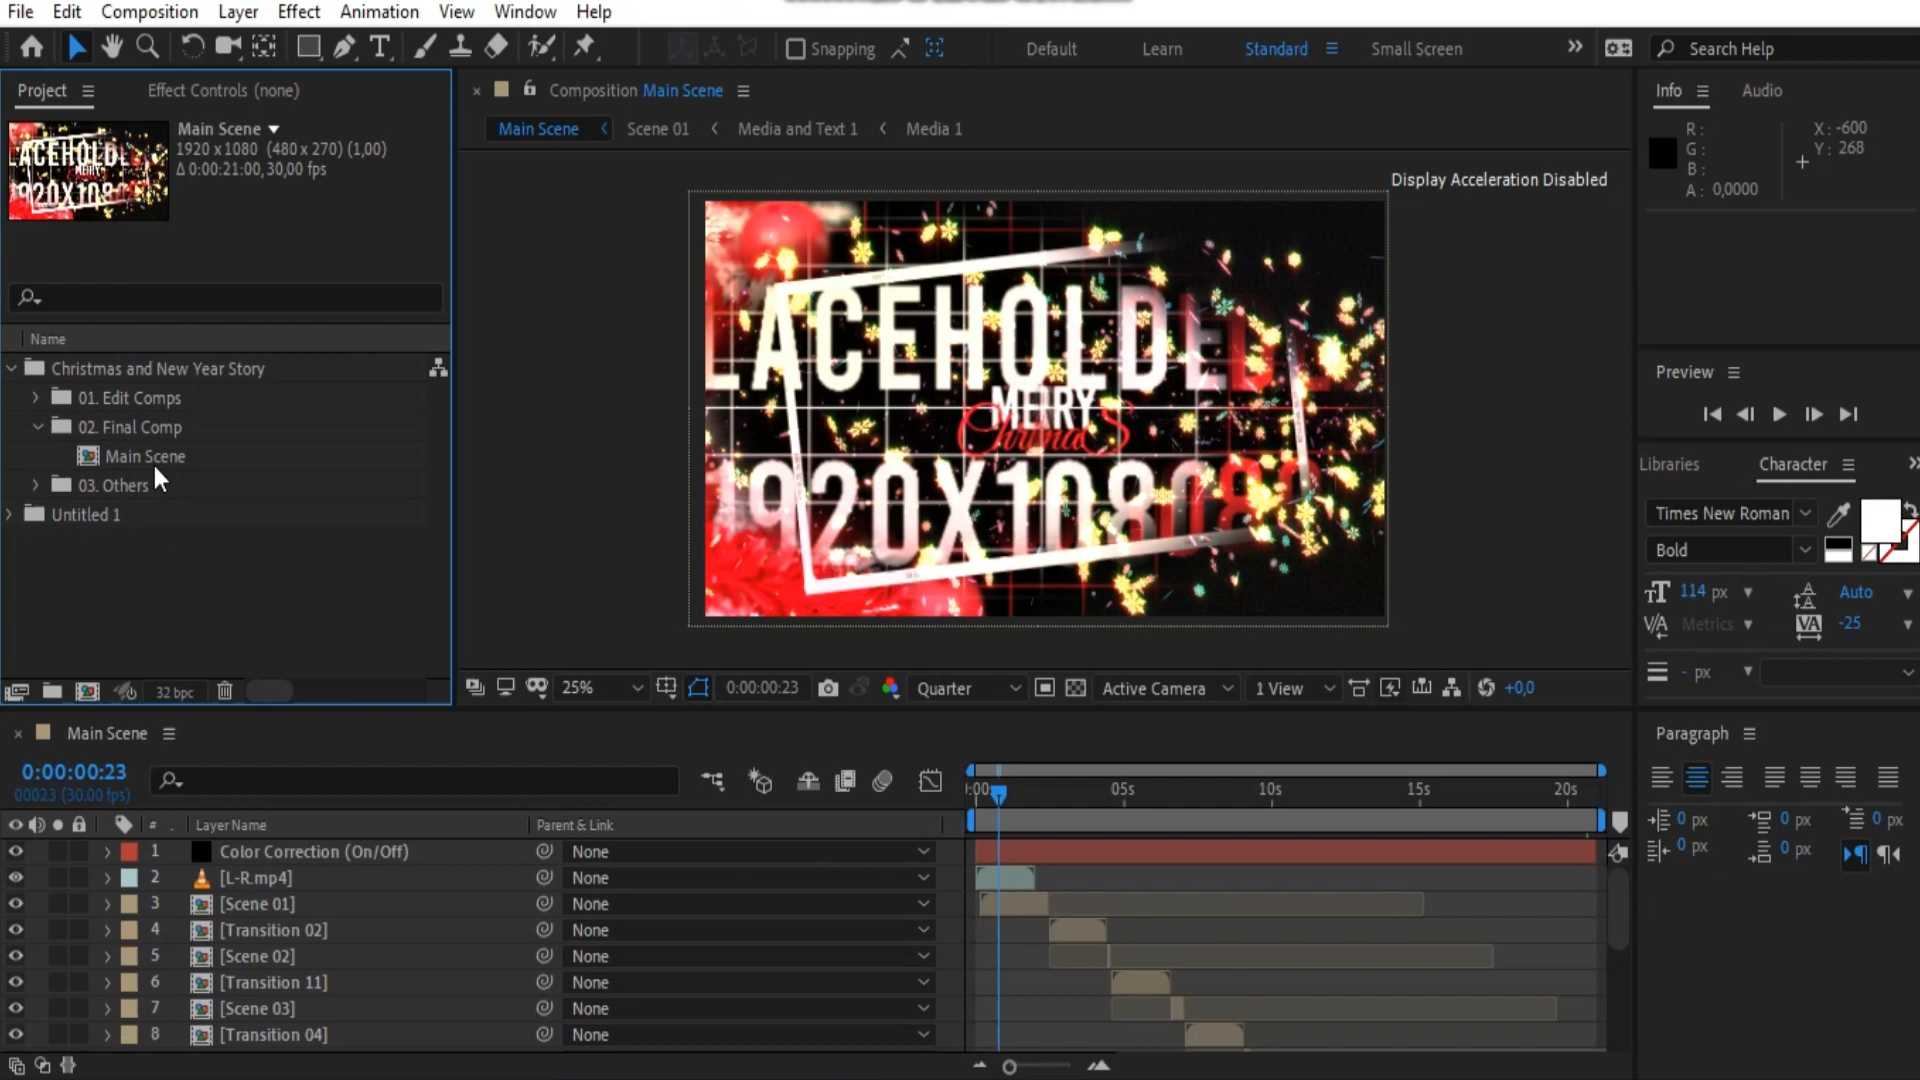 File Edit Composition Layer Effect Animation View Window Help
Snapping Default Learn Standard Small Screen Search Help
Project Effect Controls (none)
Composition Main Scene
Info Audio
Main Scene
1920 x 1080 (480 x 270) (1,00)
Δ 0:00:21:00, 30,00 fps
Main Scene Scene 01 Media and Text 1 Media 1
R: X: -600
G: Y: 268
B:
A: 0,0000
Display Acceleration Disabled
ACEHOLDE
MERRY
1920X1080
Name
Christmas and New Year Story
01. Edit Comps
02. Final Comp
Main Scene
03. Others
Untitled 1
Preview
Libraries Character
Times New Roman
Bold
114 px Auto
Metrics -25
- px
32 bpc
25% 0:00:00:23 Quarter Active Camera 1 View +0,0
Main Scene
0:00:00:23
00023 (30.00 fps)
:00 05s 10s 15s 20s
# Layer Name Parent & Link
1 Color Correction (On/Off) None
2 [L-R.mp4] None
3 [Scene 01] None
4 [Transition 02] None
5 [Scene 02] None
6 [Transition 11] None
7 [Scene 03] None
8 [Transition 04] None
Paragraph
0 px 0 px 0 px
0 px 0 px